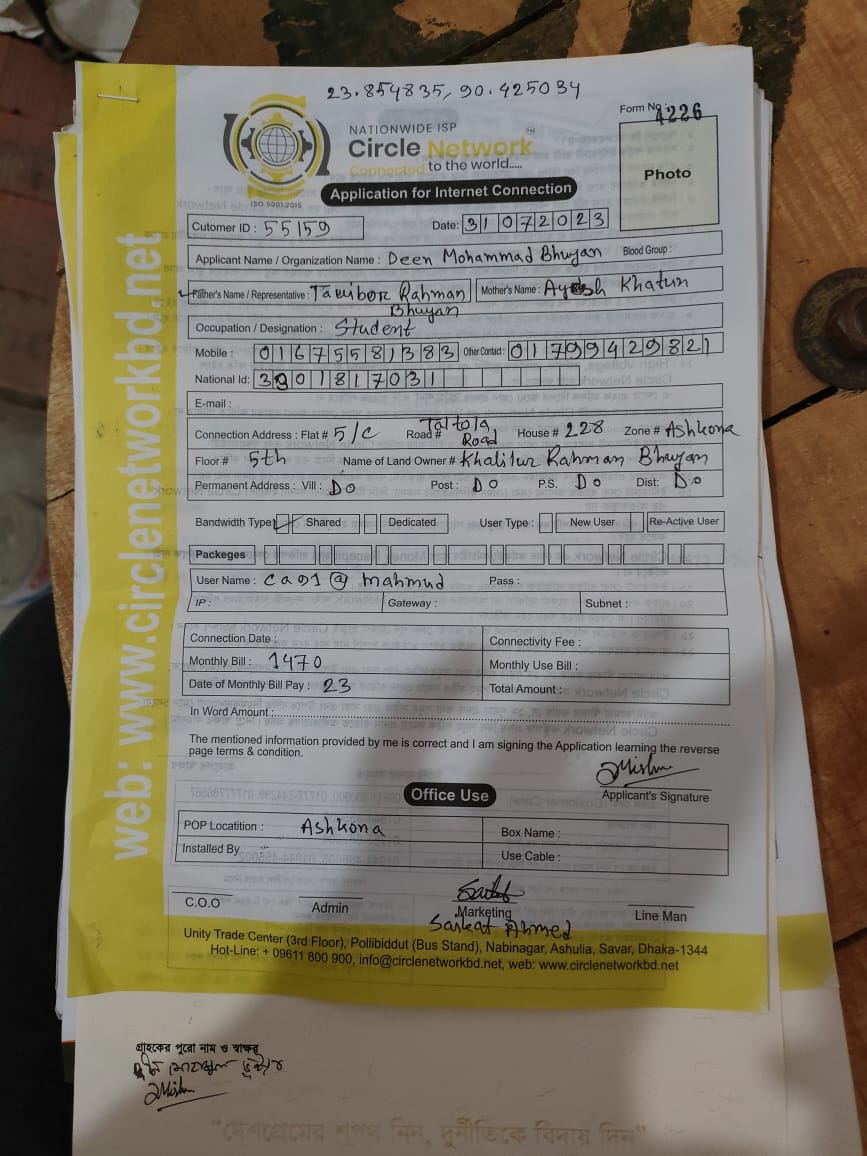 23.854835, 90.425034
Form No : 4226
NATIONWIDE ISP
Circle Network
Connected to the world.....
ISO 9001:2015
Application for Internet Connection
Photo
web: www.circlenetworkbd.net
Cutomer ID : 55159 Date: 31072023
Applicant Name / Organization Name : Deen Mohammad Bhuyan Blood Group :
Father's Name / Representative : Rahman Bhuyan Mother's Name : Khatun
Occupation / Designation : Student
Mobile : 01675581383 Other Contact : 01799429821
National Id: 3901817031
E-mail :
Connection Address : Flat # 5/C Road # Taltola Road House # 228 Zone # Ashkona
Floor # 5th Name of Land Owner # Khalilur Rahman Bhuyan
Permanent Address : Vill : Do Post : Do P.S. Do Dist: Do
Bandwidth Type : Shared Dedicated User Type : New User Re-Active User
Packeges
User Name : @ mahmud Pass :
IP : Gateway : Subnet :
Connection Date : Connectivity Fee :
Monthly Bill : 1470 Monthly Use Bill :
Date of Monthly Bill Pay : 23 Total Amount :
In Word Amount :
The mentioned information provided by me is correct and I am signing the Application learning the reverse
page terms & condition.
Applicant's Signature
Office Use
POP Locatition : Ashkona Box Name :
Installed By Use Cable :
C.O.O Admin Marketing Line Man
Ahmed
Unity Trade Center (3rd Floor), Pollibiddut (Bus Stand), Nabinagar, Ashulia, Savar, Dhaka-1344
Hot-Line: + 09611 800 900, info@circlenetworkbd.net, web: www.circlenetworkbd.net
গ্রাহকের পুরো নাম ও স্বাক্ষর
“দেশপ্রেমের শপথ নিন, দুর্নীতিকে বিদায় দিন”